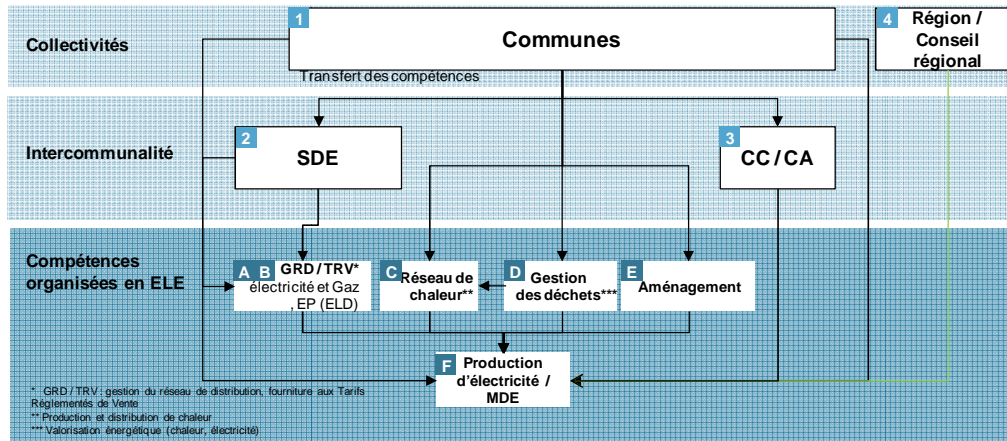 Collectivités
1
Communes
4
Région /
Conseil
régional
Transfert des compétences
Intercommunalité
2
SDE
3
CC / CA
Compétences
organisées en ELE
A B GRD / TRV*
électricité et Gaz
, EP (ELD)
C
Réseau de
chaleur**
D
Gestion
des déchets***
E
Aménagement
F
Production
d'électricité /
MDE
* GRD / TRV : gestion du réseau de distribution, fourniture aux Tarifs
Réglementés de Vente
** Production et distribution de chaleur
*** Valorisation énergétique (chaleur, électricité)